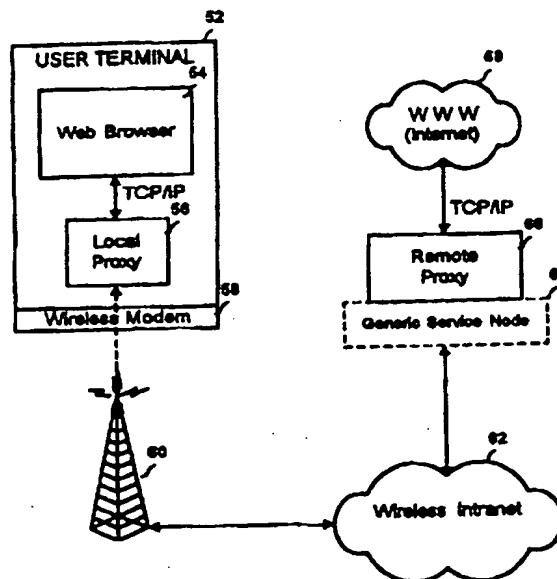 52
USER TERMINAL
54
Web Browser
TCP/IP
56
Local
Proxy
58
Wireless Modem
60
W W W
(Internet)
TCP/IP
66
Remote
Proxy
Generic Service Node
62
Wireless Intranet